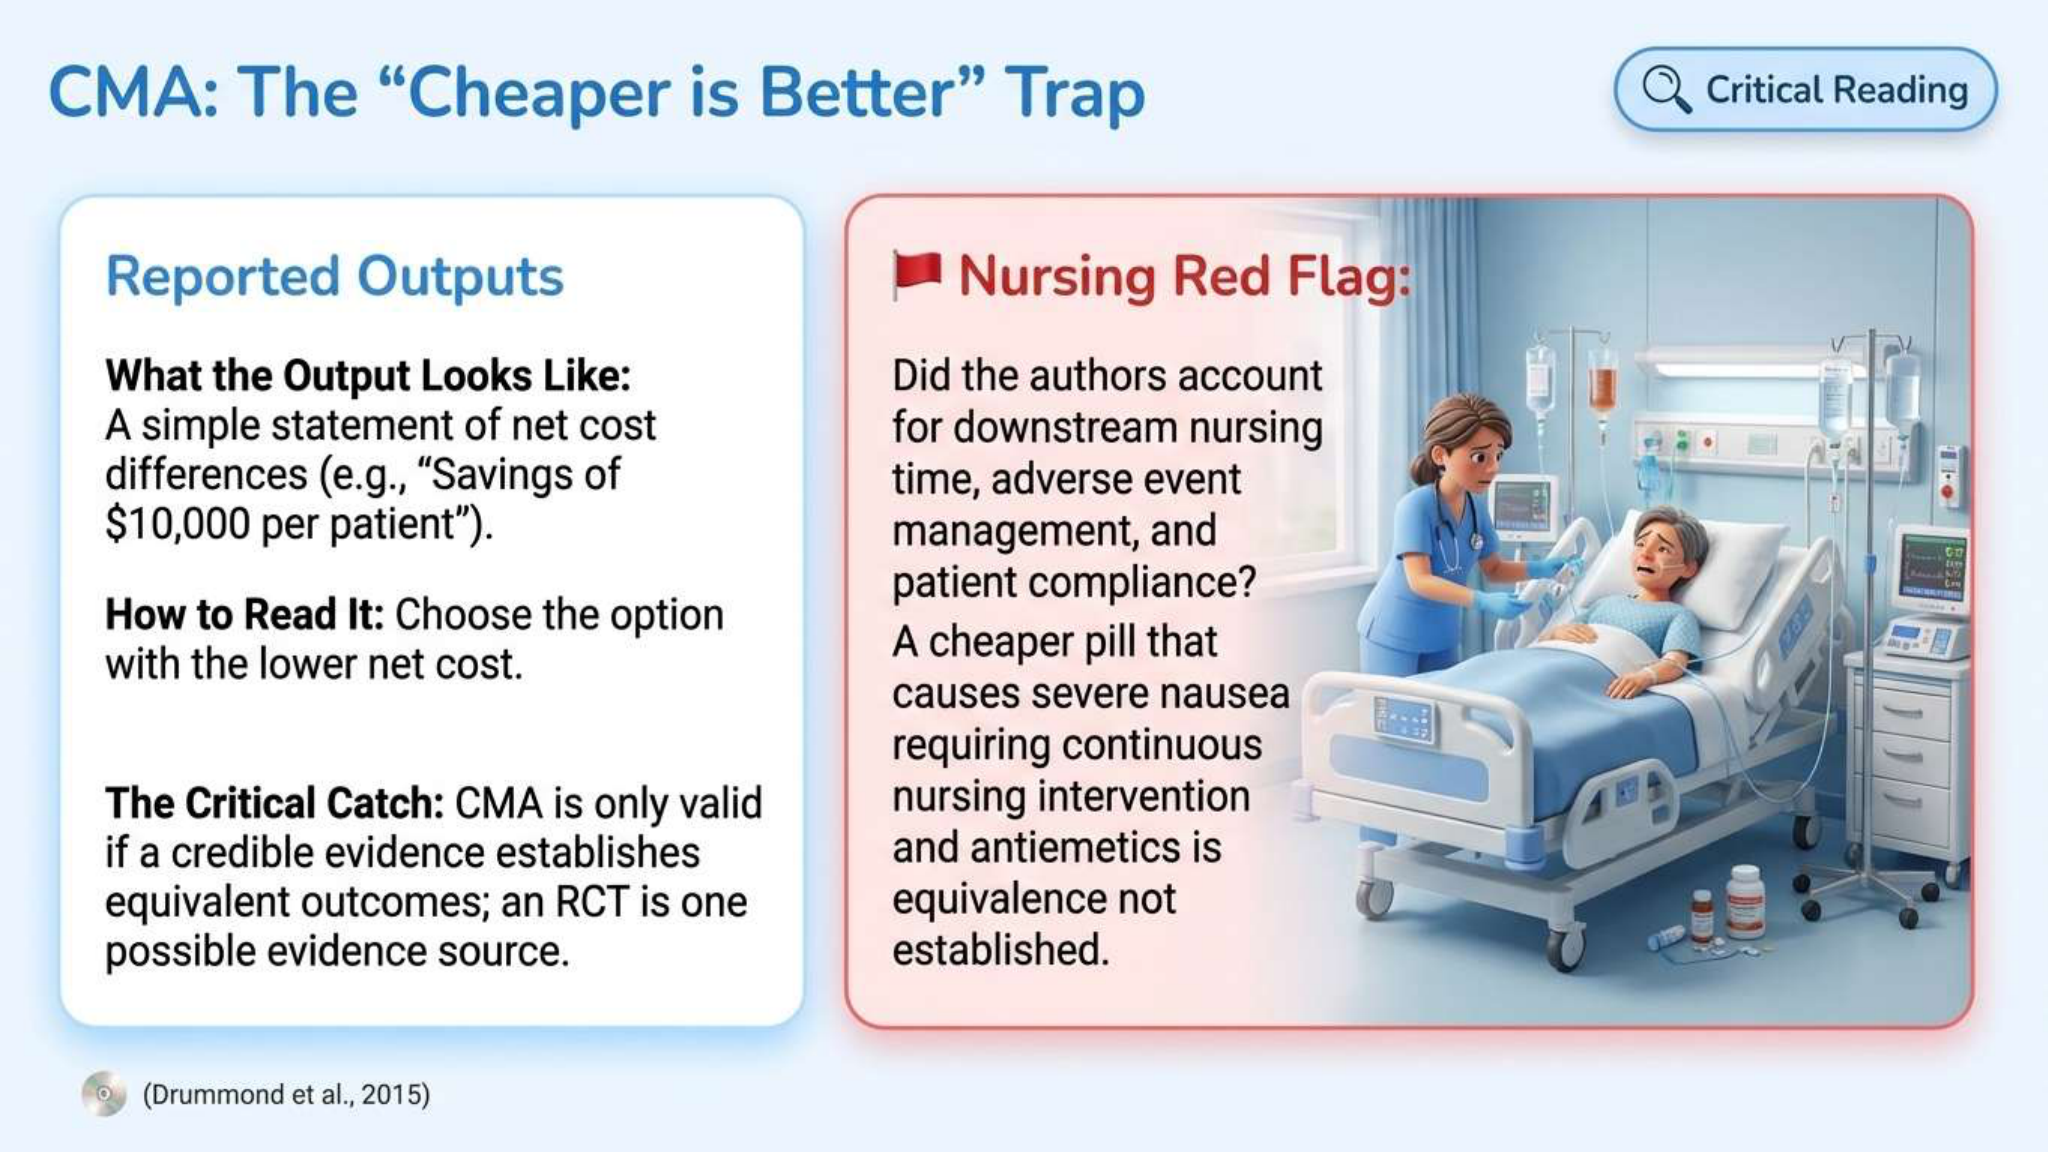 CMA: The “Cheaper is Better” Trap
Critical Reading
Reported Outputs
What the Output Looks Like:
A simple statement of net cost
differences (e.g., “Savings of
$10,000 per patient”).
How to Read It: Choose the option
with the lower net cost.
The Critical Catch: CMA is only valid
if a credible evidence establishes
equivalent outcomes; an RCT is one
possible evidence source.
Nursing Red Flag:
Did the authors account
for downstream nursing
time, adverse event
management, and
patient compliance?
A cheaper pill that
causes severe nausea
requiring continuous
nursing intervention
and antiemetics is
equivalence not
established.
(Drummond et al., 2015)